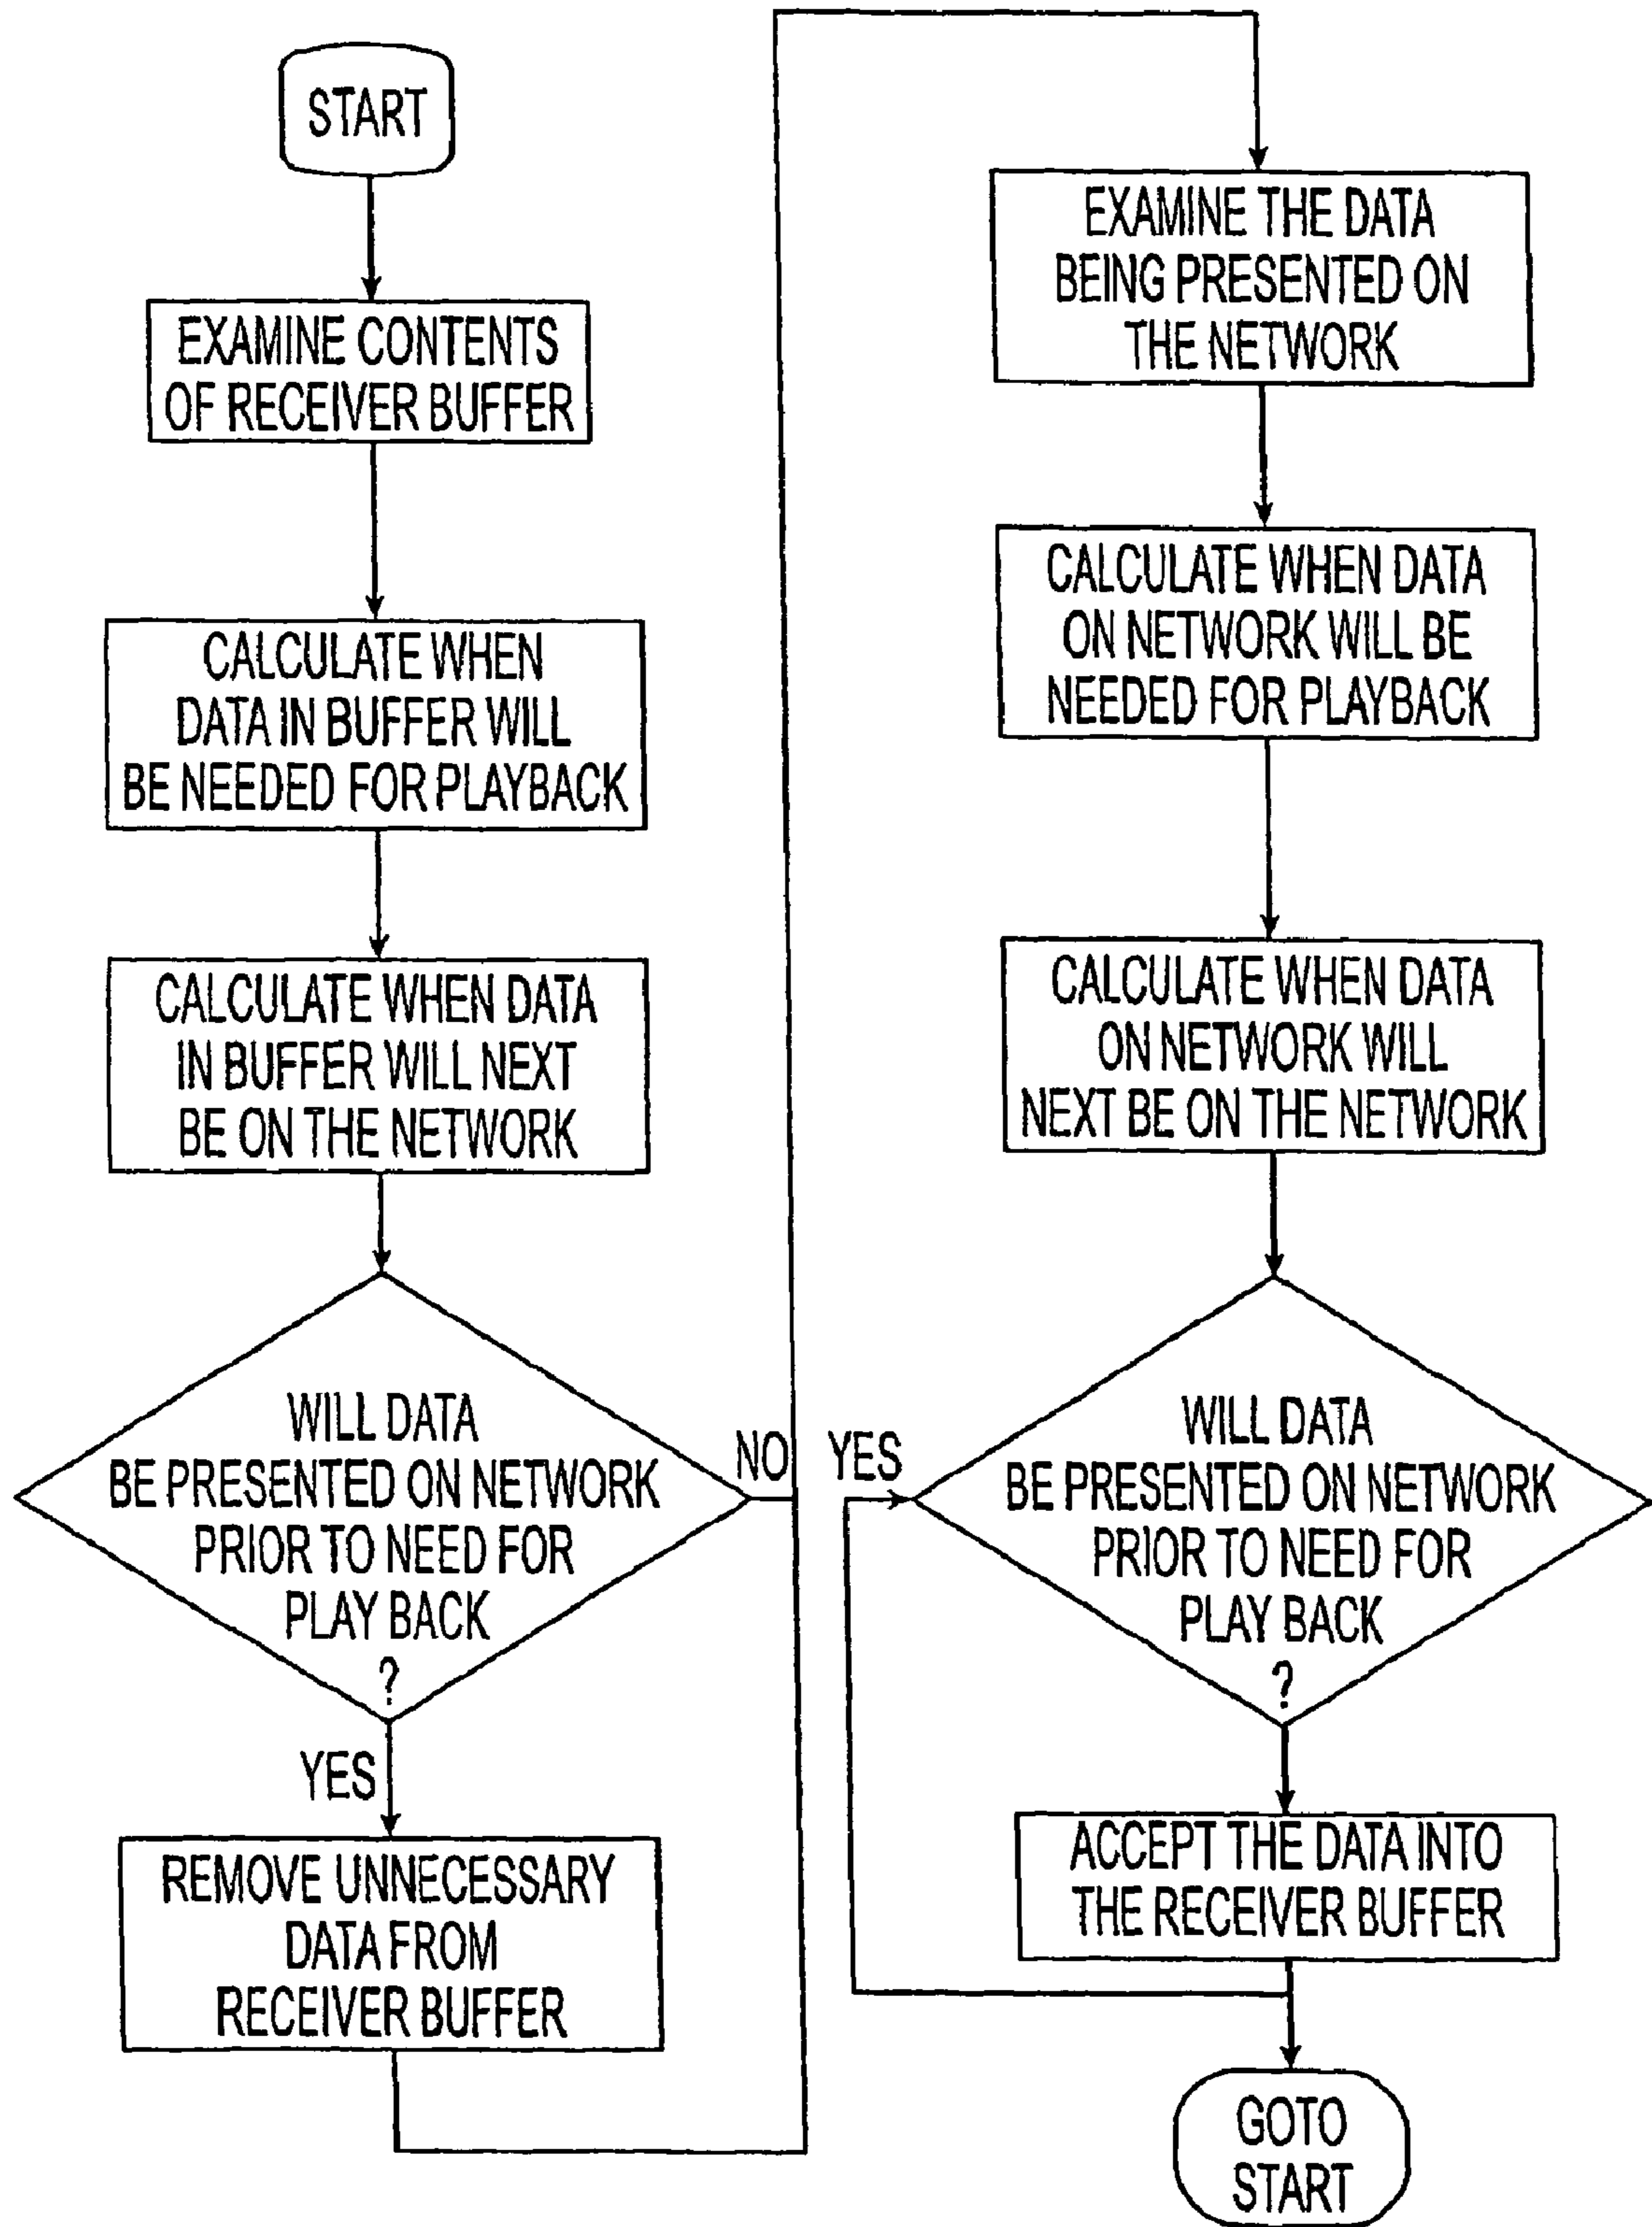 START
EXAMINE CONTENTS
OF RECEIVER BUFFER
CALCULATE WHEN
DATA IN BUFFER WILL
BE NEEDED FOR PLAYBACK
CALCULATE WHEN DATA
IN BUFFER WILL NEXT
BE ON THE NETWORK
WILL DATA
BE PRESENTED ON NETWORK
PRIOR TO NEED FOR
PLAY BACK
?
NO
YES
REMOVE UNNECESSARY
DATA FROM
RECEIVER BUFFER
EXAMINE THE DATA
BEING PRESENTED ON
THE NETWORK
CALCULATE WHEN DATA
ON NETWORK WILL BE
NEEDED FOR PLAYBACK
CALCULATE WHEN DATA
ON NETWORK WILL
NEXT BE ON THE NETWORK
YES
WILL DATA
BE PRESENTED ON NETWORK
PRIOR TO NEED FOR
PLAY BACK
?
ACCEPT THE DATA INTO
THE RECEIVER BUFFER
GOTO
START